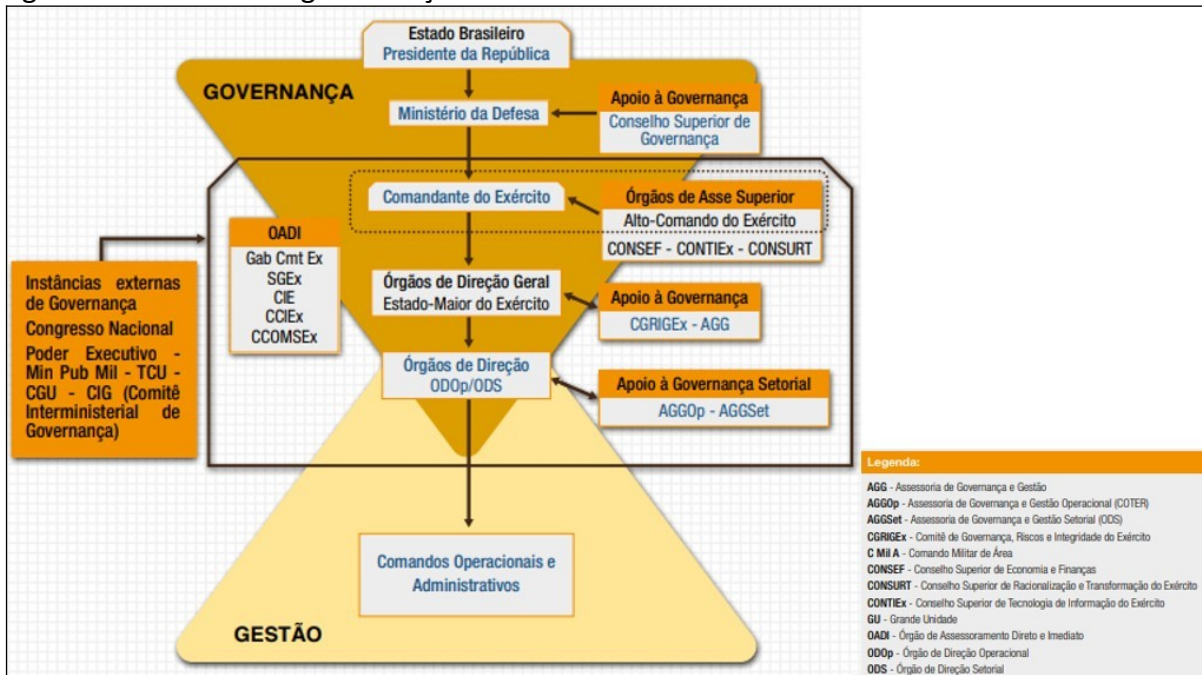 Estado Brasileiro
Presidente da República
GOVERNANÇA
Ministério da Defesa
Apoio à Governança
Conselho Superior de
Governança
Comandante do Exército
Órgãos de Asse Superior
Alto-Comando do Exército
CONSEF - CONTIEx - CONSURT
OADI
Gab Cmt Ex
SGEx
CIE
CCIEx
CCOMSEx
Instâncias externas
de Governança
Congresso Nacional
Poder Executivo -
Min Pub Mil - TCU -
CGU - CIG (Comitê
Interministerial de
Governança)
Órgãos de Direção Geral
Estado-Maior do Exército
Apoio à Governança
CGRIGEx - AGG
Órgãos de Direção
ODOp/ODS
Apoio à Governança Setorial
AGGOp - AGGSet
Comandos Operacionais e
Administrativos
GESTÃO
Legenda:
AGG - Assessoria de Governança e Gestão
AGGOp - Assessoria de Governança e Gestão Operacional (COTER)
AGGSet - Assessoria de Governança e Gestão Setorial (ODS)
CGRIGEx - Comitê de Governança, Riscos e Integridade do Exército
C Mil A - Comando Militar de Área
CONSEF - Conselho Superior de Economia e Finanças
CONSURT - Conselho Superior de Racionalização e Transformação do Exército
CONTIEx - Conselho Superior de Tecnologia de Informação do Exército
GU - Grande Unidade
OADI - Órgão de Assessoramento Direto e Imediato
ODOp - Órgão de Direção Operacional
ODS - Órgão de Direção Setorial